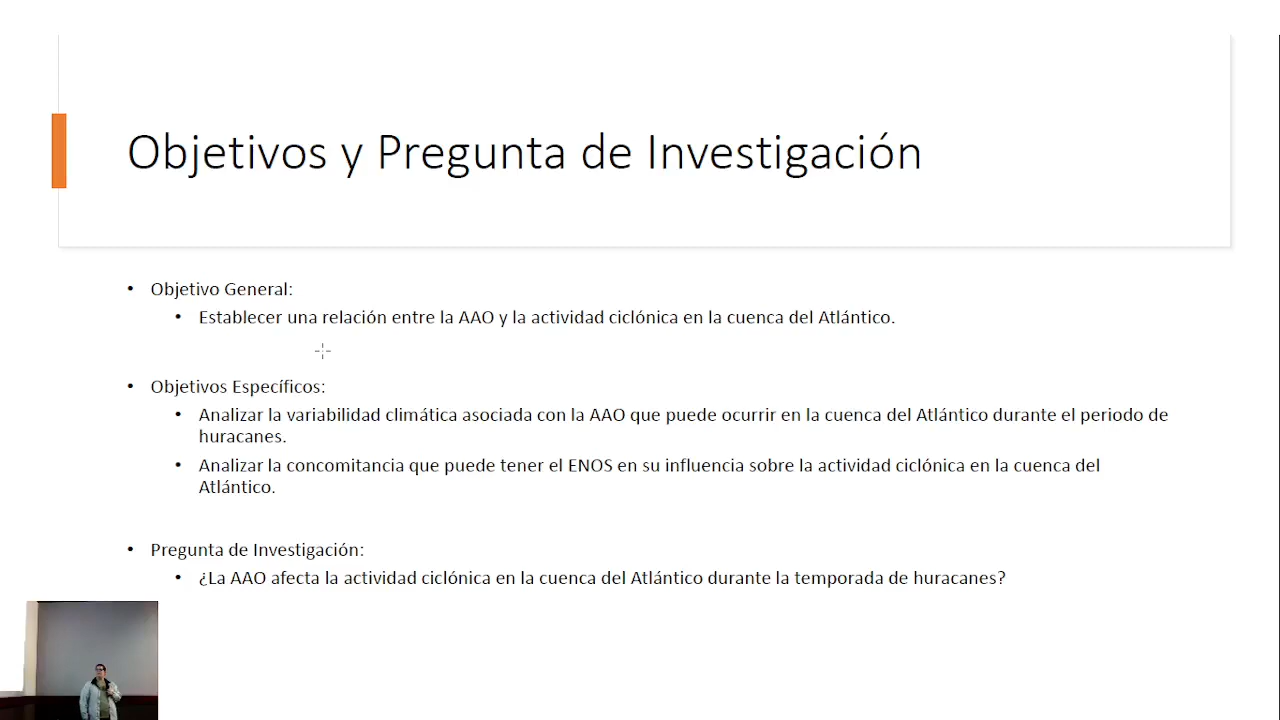 Objetivos y Pregunta de Investigación
• Objetivo General:
• Establecer una relación entre la AAO y la actividad ciclónica en la cuenca del Atlántico.
• Objetivos Específicos:
• Analizar la variabilidad climática asociada con la AAO que puede ocurrir en la cuenca del Atlántico durante el periodo de
huracanes.
• Analizar la concomitancia que puede tener el ENOS en su influencia sobre la actividad ciclónica en la cuenca del
Atlántico.
• Pregunta de Investigación:
• ¿La AAO afecta la actividad ciclónica en la cuenca del Atlántico durante la temporada de huracanes?